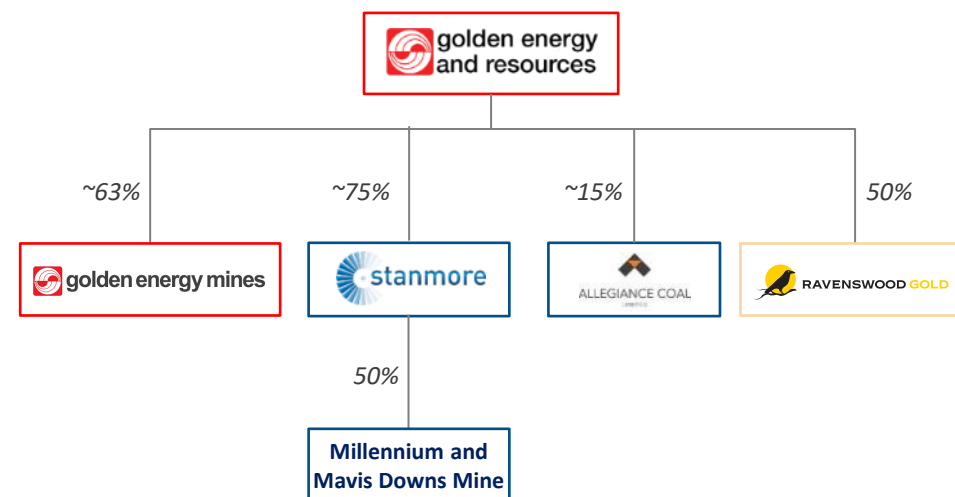 golden energy
and resources
~63%
~75%
~15%
50%
golden energy mines
stanmore
ALLEGIANCE COAL
RAVENSWOOD GOLD
50%
Millennium and
Mavis Downs Mine